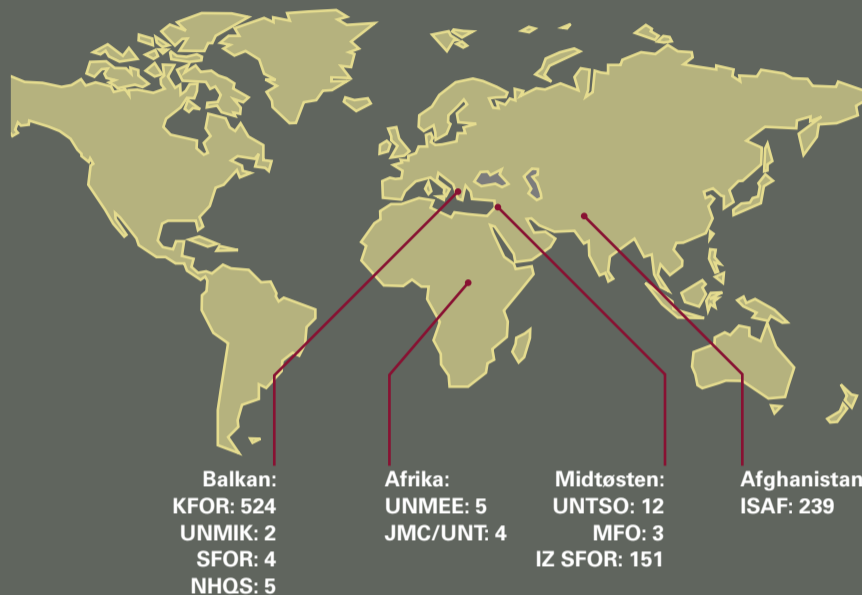 Balkan:
KFOR: 524
UNMIK: 2
SFOR: 4
NHQS: 5
Afrika:
UNMEE: 5
JMC/UNT: 4
Midtøsten:
UNTSO: 12
MFO: 3
IZ SFOR: 151
Afghanistan
ISAF: 239